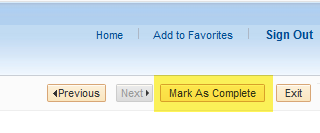 Home | Add to Favorites | Sign Out
Previous Next Mark As Complete Exit